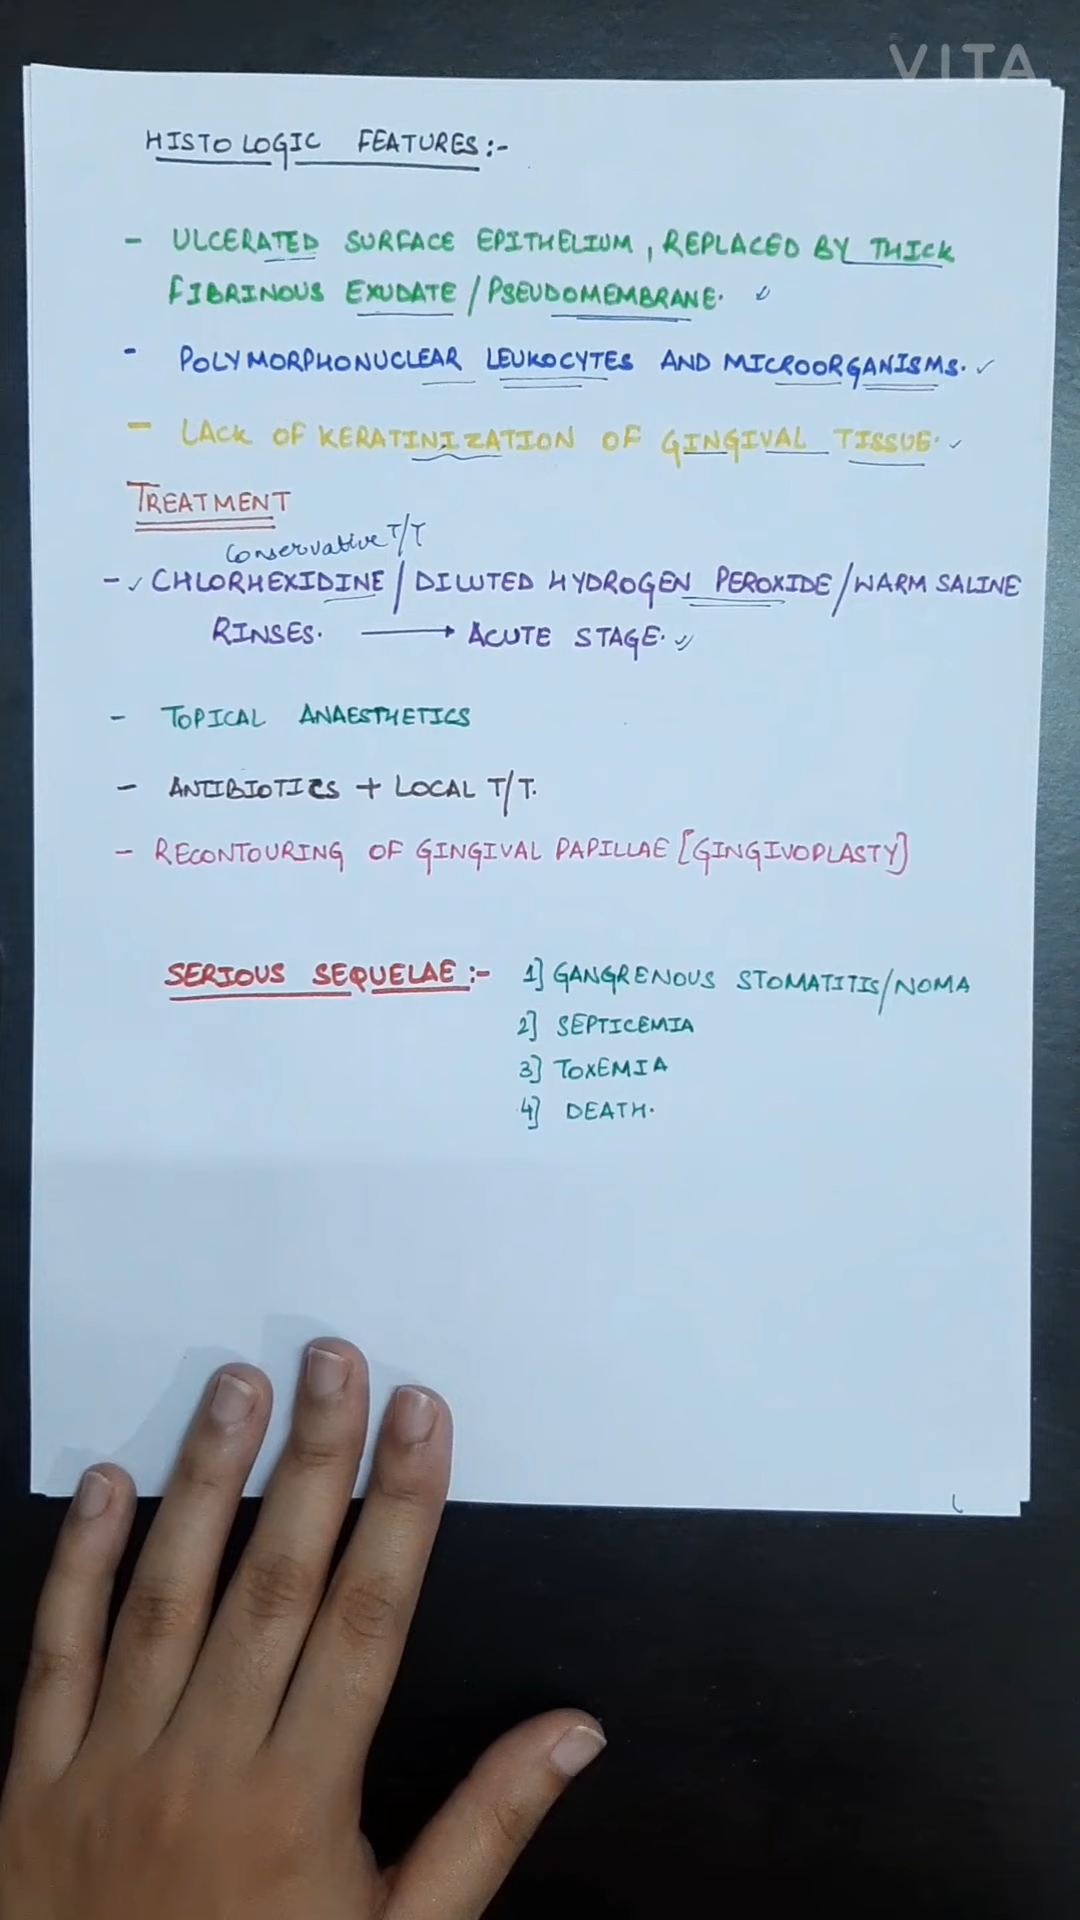 VITA
HISTOLOGIC FEATURES:-
- ULCERATED SURFACE EPITHELIUM, REPLACED BY THICK
FIBRINOUS EXUDATE/PSEUDOMEMBRANE.
- POLYMORPHONUCLEAR LEUKOCYTES AND MICROORGANISMS.
- LACK OF KERATINIZATION OF GINGIVAL TISSUE.
TREATMENT
Conservative T/T
- ✓ CHLORHEXIDINE/DILUTED HYDROGEN PEROXIDE/WARM SALINE
RINSES. → ACUTE STAGE.
- TOPICAL ANAESTHETICS
- ANTIBIOTICS + LOCAL T/T.
- RECONTOURING OF GINGIVAL PAPILLAE [GINGIVOPLASTY]
SERIOUS SEQUELAE:- 1] GANGRENOUS STOMATITIS/NOMA
2] SEPTICEMIA
3] TOXEMIA
4] DEATH.